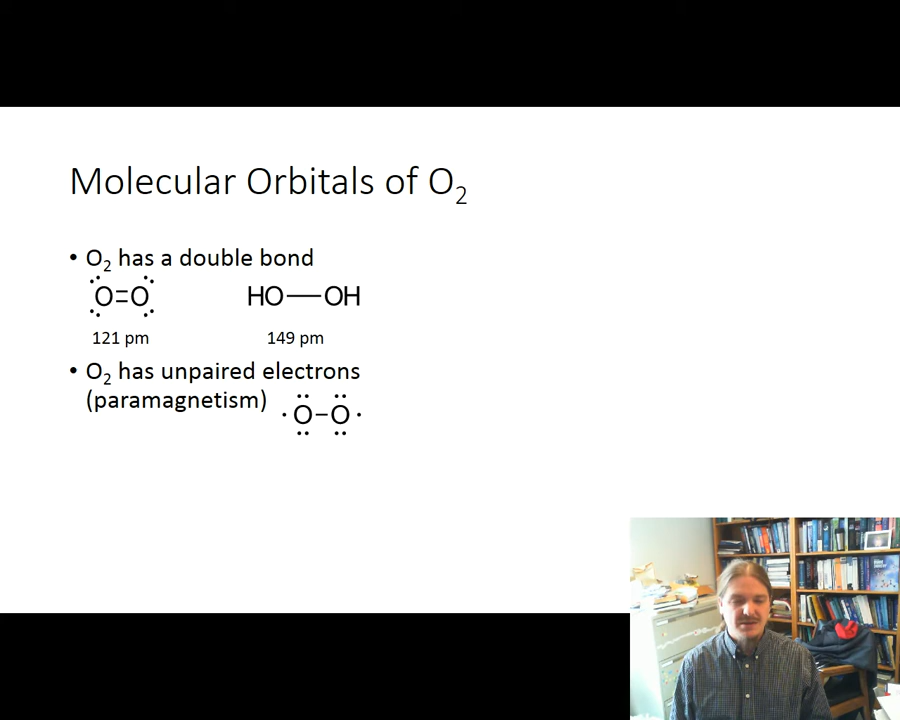 Molecular Orbitals of O₂
• O₂ has a double bond
O=O HO—OH
121 pm 149 pm
• O₂ has unpaired electrons
(paramagnetism) ·O–O·